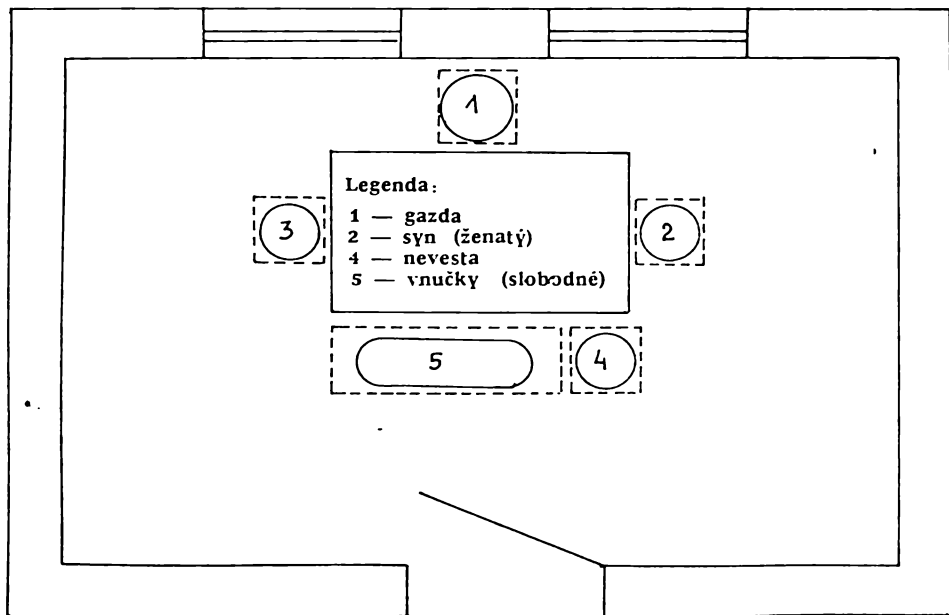 1
Legenda:
1 — gazda
2 — syn (ženatý)
4 — nevesta
5 — vnučky (slobodné)
3
2
5
4